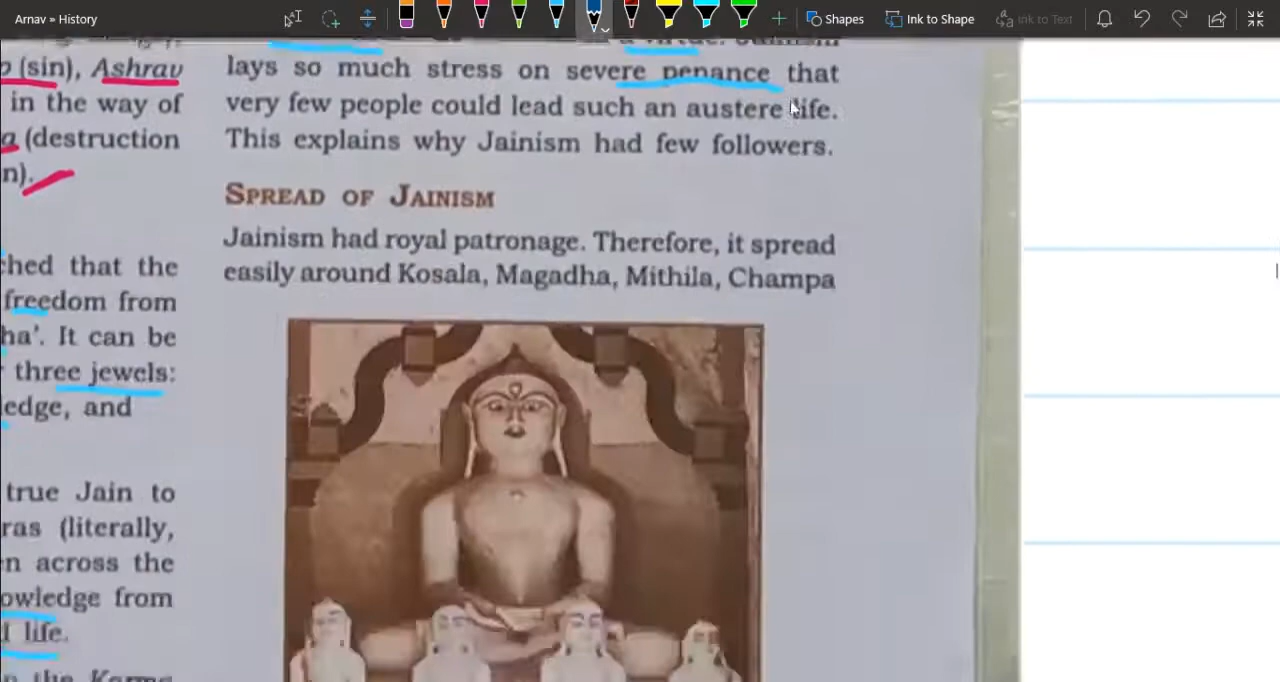 Arnav » History
Shapes
Ink to Shape
Ink to Text
(sin), Ashrav
in the way of
(destruction
n).
ched that the
freedom from
ha'. It can be
three jewels:
edge, and
true Jain to
ras (literally,
n across the
owledge from
l life.
n the Karma
lays so much stress on severe penance that
very few people could lead such an austere life.
This explains why Jainism had few followers.
SPREAD OF JAINISM
Jainism had royal patronage. Therefore, it spread
easily around Kosala, Magadha, Mithila, Champa